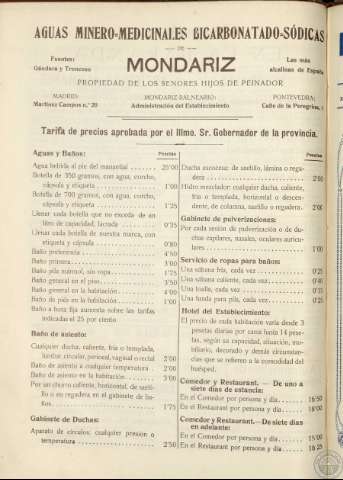 AGUAS MINERO-MEDICINALES BICARBONATADO-SÓDICAS
DE
Fuentes:
Gándara y Troncoso
MONDARIZ
Las más
alcalinas de España
PROPIEDAD DE LOS SEÑORES HIJOS DE PEINADOR
MADRID:
Martínez Campos n.º 20
MONDARIZ-BALNEARIO:
Administración del Establecimiento
PONTEVEDRA:
Calle de la Peregrina,
Tarifa de precios aprobada por el Ilmo. Sr. Gobernador de la provincia.
Aguas y Baños: Pesetas
Agua bebida al pie del manantial 25'00
Botella de 350 gramos, con agua, corcho,
cápsula y etiqueta 1'00
Botella de 700 gramos, con agua, corcho,
cápsula y etiqueta 1'25
Llenar cada botella que no exceda de un
litro de capacidad, lacrada 0'75
Llenar cada botella de nuestra marca, con
etiqueta y cápsula 0'80
Baño preferencia 4'50
Baño primera 3'00
Baño pila mármol, sin ropa 1'75
Baño general en el piso 3'50
Baño general en la habitación 4'00
Baño de pies en la habitación 1'00
Baño a hora fija aumenta sobre las tarifas
indicadas el 25 por ciento
Baño de asiento:
Cualquier ducha, caliente, fría o templada,
lumbar, circular, perineal, vaginal o rectal 2'00
Baño de asiento a cualquier temperatura 2'00
Baño de asiento en la habitación 3'00
Por un chorro caliente, horizontal, de
o en regadera en el gabinete de
ños 1'25
Gabinete de Duchas:
Aparato de círculos: cualquier presión o
temperatura 2'50
Pesetas
Ducha escocesa: de surtidor, lámina o rega-
dera 2'00
Hidro mezclador: cualquier ducha, caliente,
fría o templada, horizontal o descen-
dente, de columna, surtidor o regadera 2'00
Gabinete de pulverizaciones:
Por cada sesión de pulverización o de du-
chas capilares, nasales, oculares auricu-
lares 1'00
Servicio de ropas para baños
Una sábana fría, cada vez 0'25
Una sábana caliente, cada vez 0'40
Una toalla, cada vez 0'25
Una funda para pila, cada vez 0'25
Hotel del Establecimiento:
El precio de cada habitación varía desde 3
pesetas diarias por cama hasta 14 pese-
tas, según su capacidad, situación, mo-
biliario, decorado y demás circunstan-
cias que se refieren a la comodidad del
huésped.
Comedor y Restaurant. — De uno a
siete días de estancia:
En el Comedor por persona y día 16'50
En el Restaurant por persona y día 18'00
Comedor y Restaurant.—De siete días
en adelante:
En el Comedor por persona y día 15'00
En el Restaurant por persona y día 16'25